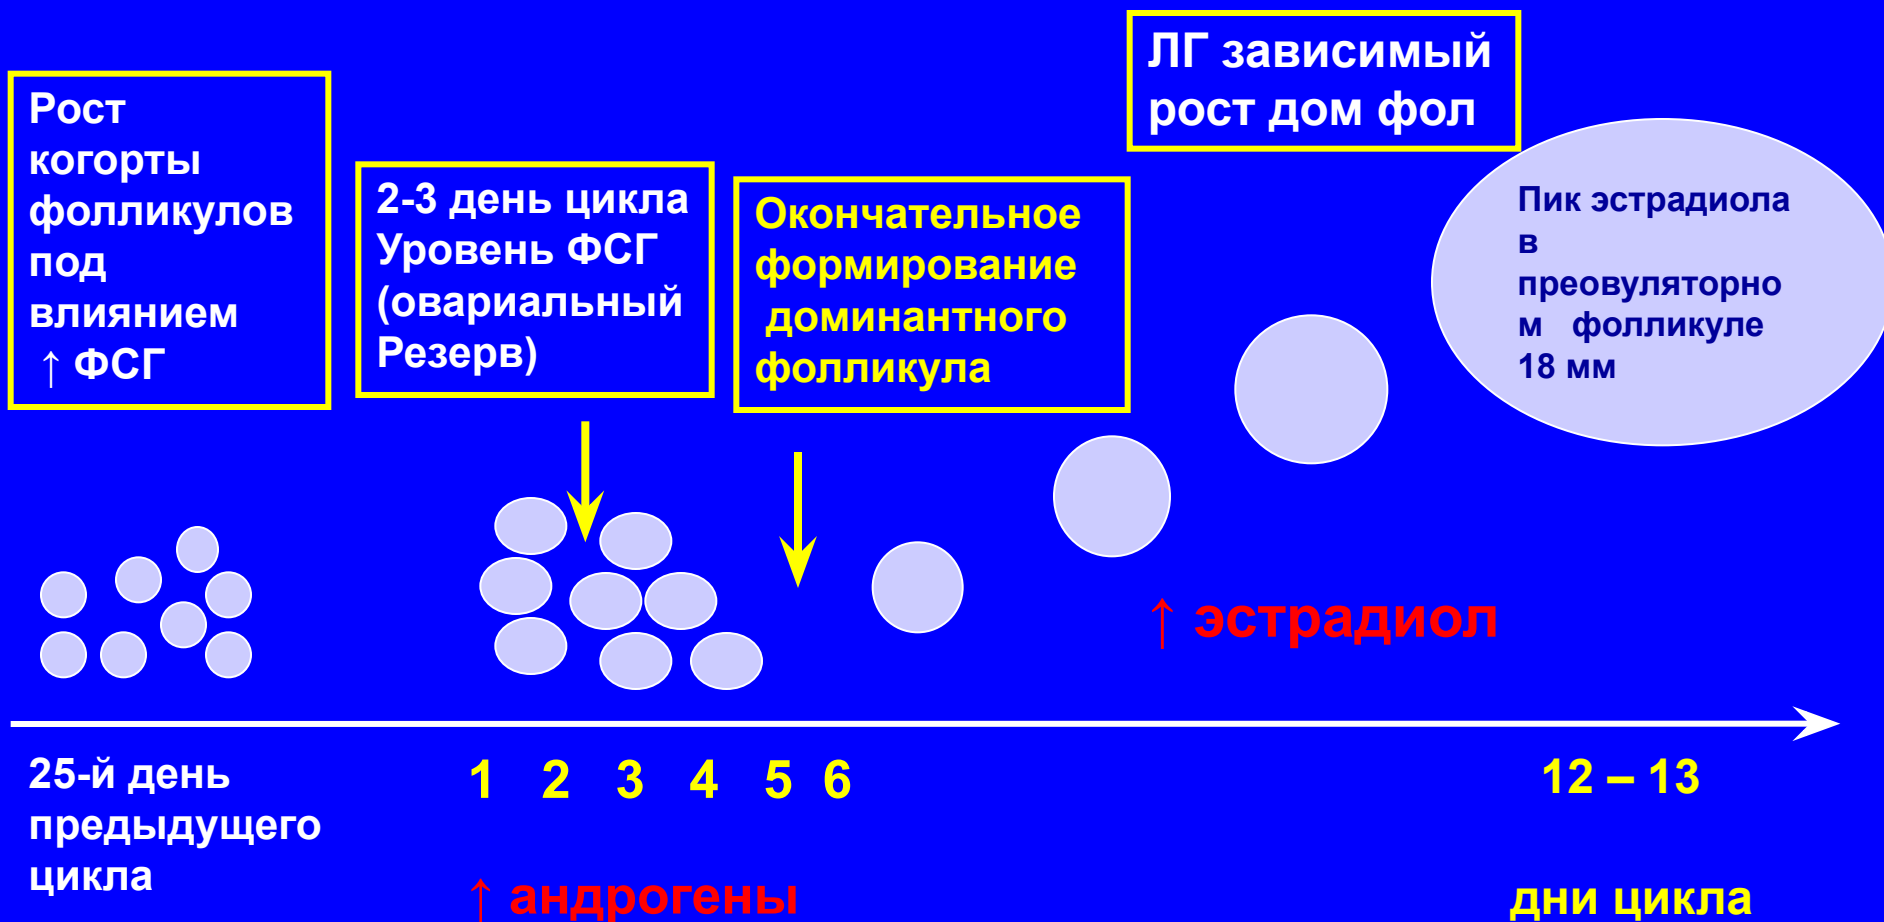 Рост
когорты
фолликулов
под
влиянием
↑ ФСГ
2-3 день цикла
Уровень ФСГ
(овариальный
Резерв)
Окончательное
формирование
доминантного
фолликула
ЛГ зависимый
рост дом фол
Пик эстрадиола
в
преовуляторно
м фолликуле
18 мм
↑ эстрадиол
25-й день
предыдущего
цикла
1 2 3 4 5 6
12 – 13
↑ андрогены
дни цикла